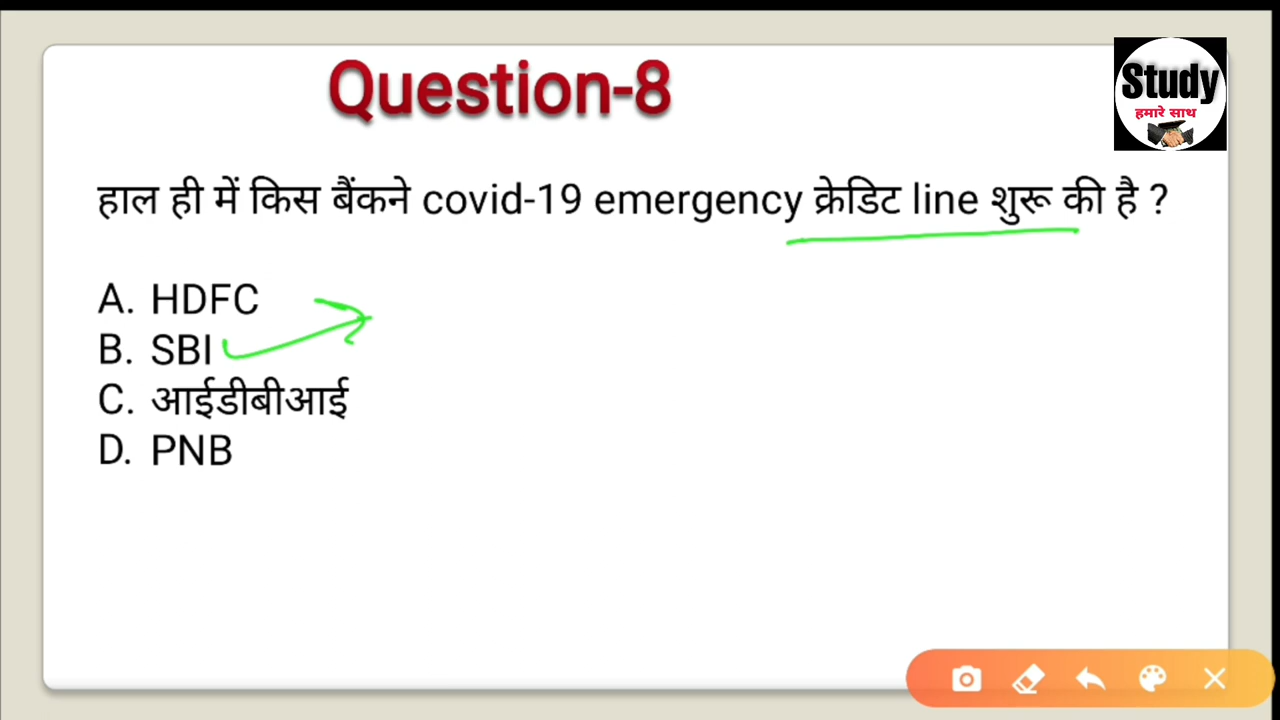 Question-8
Study
हमारे साथ
हाल ही में किस बैंकने covid-19 emergency क्रेडिट line शुरू की है ?
A. HDFC
B. SBI
C. आईडीबीआई
D. PNB